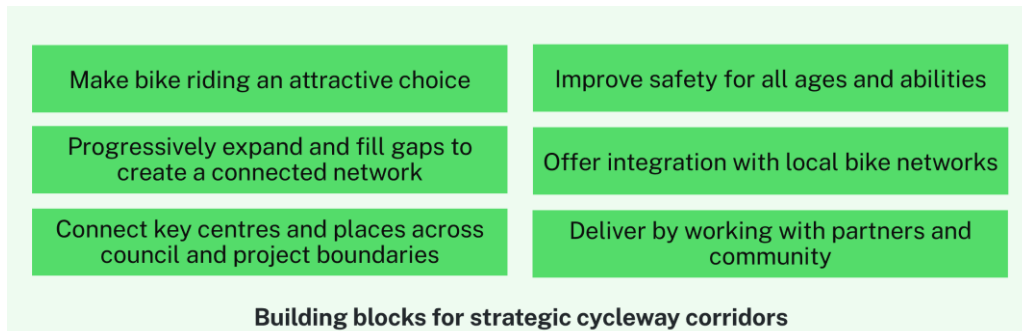 Make bike riding an attractive choice
Improve safety for all ages and abilities
Progressively expand and fill gaps to
create a connected network
Offer integration with local bike networks
Connect key centres and places across
council and project boundaries
Deliver by working with partners and
community
Building blocks for strategic cycleway corridors